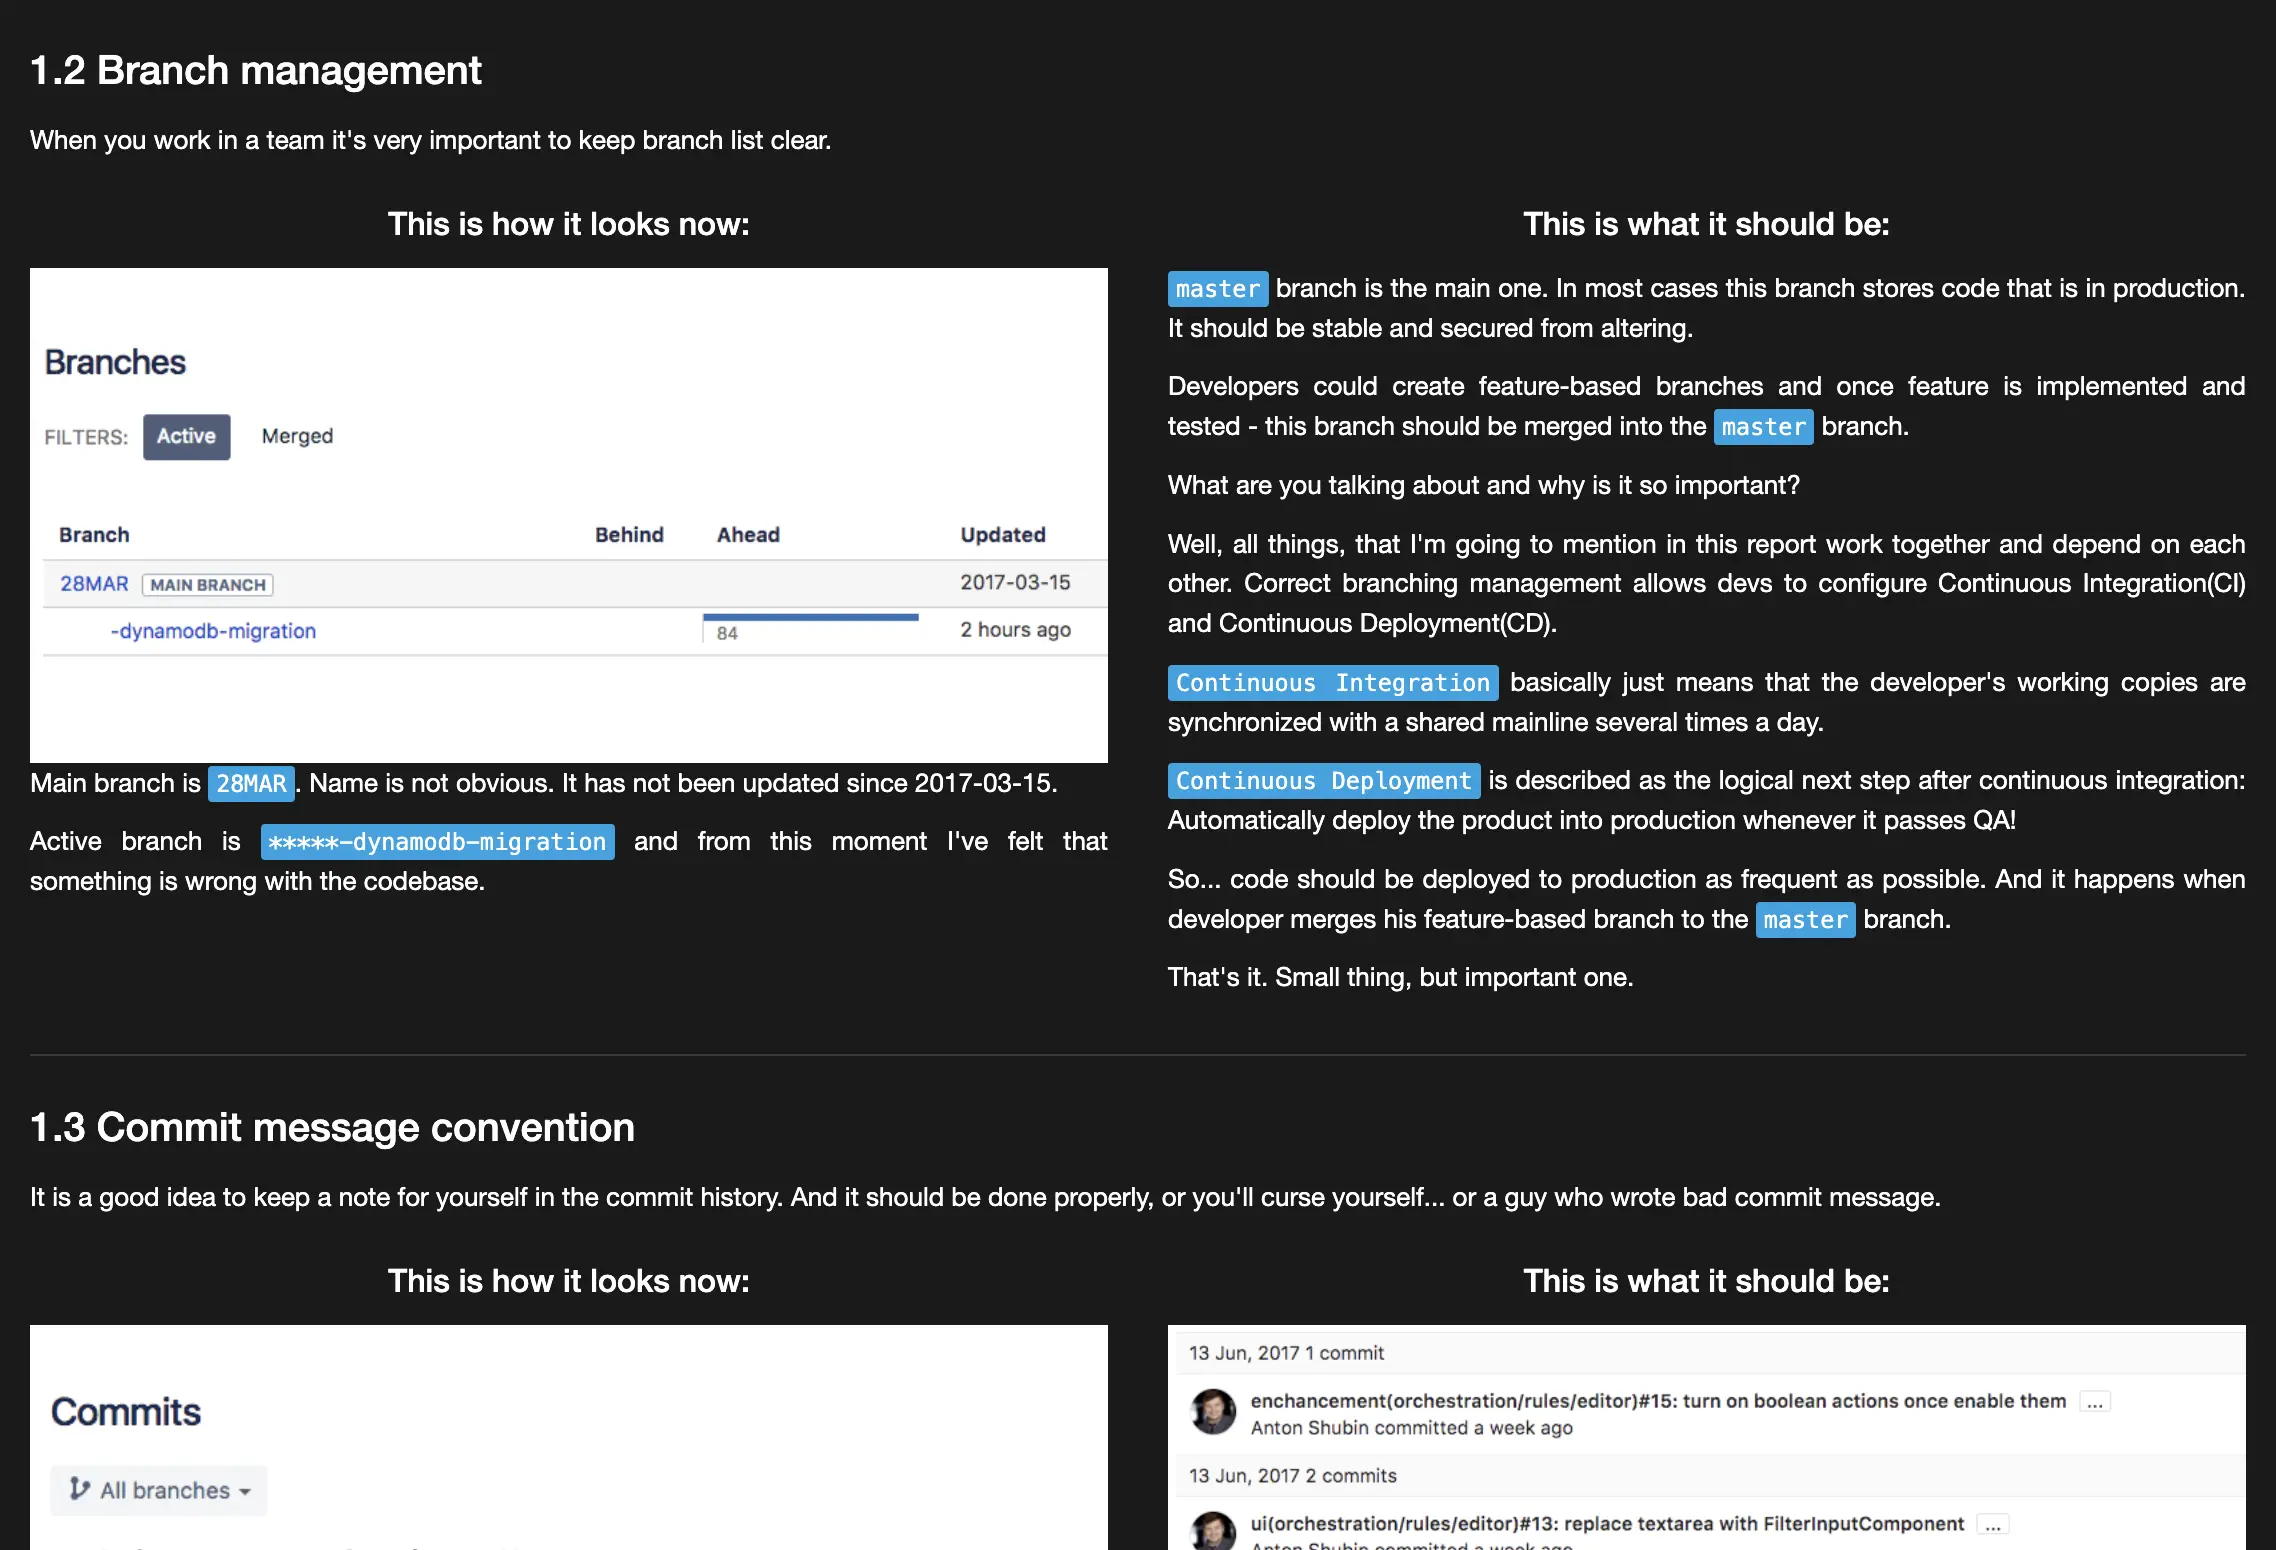 1.2 Branch management
When you work in a team it's very important to keep branch list clear.
This is how it looks now:
Branches
FILTERS: Active Merged
Branch Behind Ahead Updated
28MAR MAIN BRANCH 2017-03-15
-dynamodb-migration 84 2 hours ago
Main branch is 28MAR. Name is not obvious. It has not been updated since 2017-03-15.
Active branch is *****-dynamodb-migration and from this moment I've felt that
something is wrong with the codebase.
This is what it should be:
master branch is the main one. In most cases this branch stores code that is in production.
It should be stable and secured from altering.
Developers could create feature-based branches and once feature is implemented and
tested - this branch should be merged into the master branch.
What are you talking about and why is it so important?
Well, all things, that I'm going to mention in this report work together and depend on each
other. Correct branching management allows devs to configure Continuous Integration(CI)
and Continuous Deployment(CD).
Continuous Integration basically just means that the developer's working copies are
synchronized with a shared mainline several times a day.
Continuous Deployment is described as the logical next step after continuous integration:
Automatically deploy the product into production whenever it passes QA!
So... code should be deployed to production as frequent as possible. And it happens when
developer merges his feature-based branch to the master branch.
That's it. Small thing, but important one.
1.3 Commit message convention
It is a good idea to keep a note for yourself in the commit history. And it should be done properly, or you'll curse yourself... or a guy who wrote bad commit message.
This is how it looks now:
Commits
All branches
This is what it should be:
13 Jun, 2017 1 commit
enchancement(orchestration/rules/editor)#15: turn on boolean actions once enable them ...
Anton Shubin committed a week ago
13 Jun, 2017 2 commits
ui(orchestration/rules/editor)#13: replace textarea with FilterInputComponent ...
Anton Shubin committed a week ago